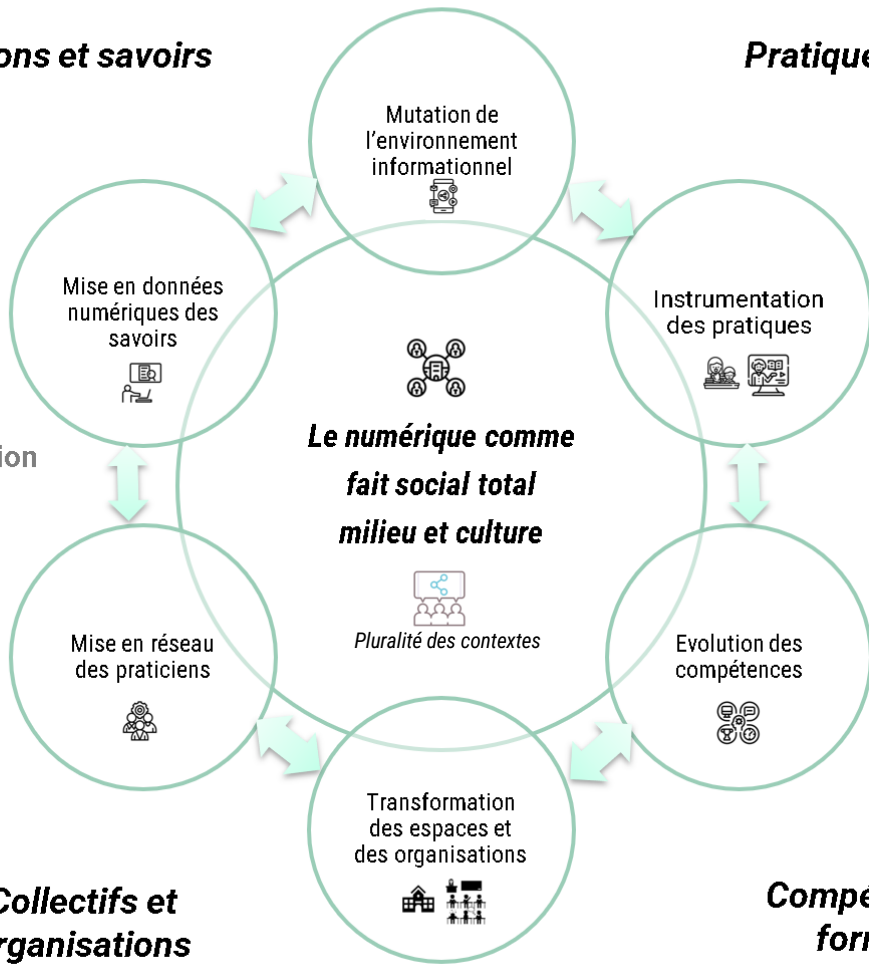 ons et savoirs
Pratique
Mutation de
l'environnement
informationnel
Mise en données
numériques des
savoirs
Instrumentation
des pratiques
ion
Le numérique comme
fait social total
milieu et culture
Pluralité des contextes
Mise en réseau
des praticiens
Evolution des
compétences
Transformation
des espaces et
des organisations
Collectifs et
rganisations
Compé
form